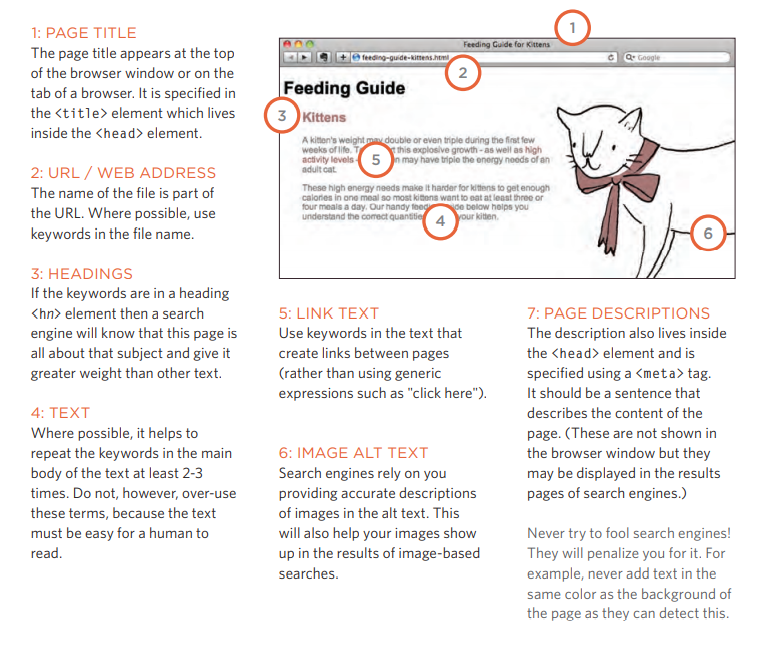 1: PAGE TITLE
The page title appears at the top
of the browser window or on the
tab of a browser. It is specified in
the <title> element which lives
inside the <head> element.
2: URL / WEB ADDRESS
The name of the file is part of
the URL. Where possible, use
keywords in the file name.
3: HEADINGS
If the keywords are in a heading
<hn> element then a search
engine will know that this page is
all about that subject and give it
greater weight than other text.
4: TEXT
Where possible, it helps to
repeat the keywords in the main
body of the text at least 2-3
times. Do not, however, over-use
these terms, because the text
must be easy for a human to
read.
1
Feeding Guide for Kittens
feeding-guide-kittens.html
Google
2
Feeding Guide
3
Kittens
A kitten's weight may double or even triple during the first few
weeks of life. this explosive growth - as well as high
activity levels - may have triple the energy needs of an
adult cat.
5
These high energy needs make it harder for kittens to get enough
calories in one meal so most kittens want to eat at least three or
four meals a day. Our handy below helps you
understand the correct your kitten.
4
6
5: LINK TEXT
Use keywords in the text that
create links between pages
(rather than using generic
expressions such as "click here").
6: IMAGE ALT TEXT
Search engines rely on you
providing accurate descriptions
of images in the alt text. This
will also help your images show
up in the results of image-based
searches.
7: PAGE DESCRIPTIONS
The description also lives inside
the <head> element and is
specified using a <meta> tag.
It should be a sentence that
describes the content of the
page. (These are not shown in
the browser window but they
may be displayed in the results
pages of search engines.)
Never try to fool search engines!
They will penalize you for it. For
example, never add text in the
same color as the background of
the page as they can detect this.